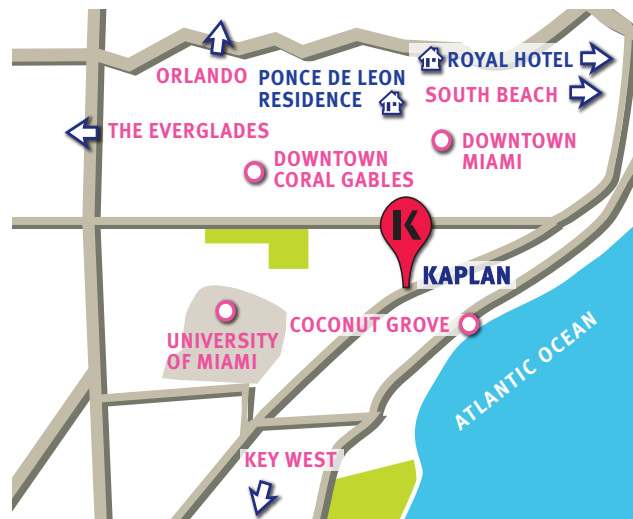 ORLANDO
PONCE DE LEON
RESIDENCE
ROYAL HOTEL
SOUTH BEACH
THE EVERGLADES
DOWNTOWN
CORAL GABLES
DOWNTOWN
MIAMI
K
KAPLAN
COCONUT GROVE
UNIVERSITY
OF MIAMI
ATLANTIC OCEAN
KEY WEST